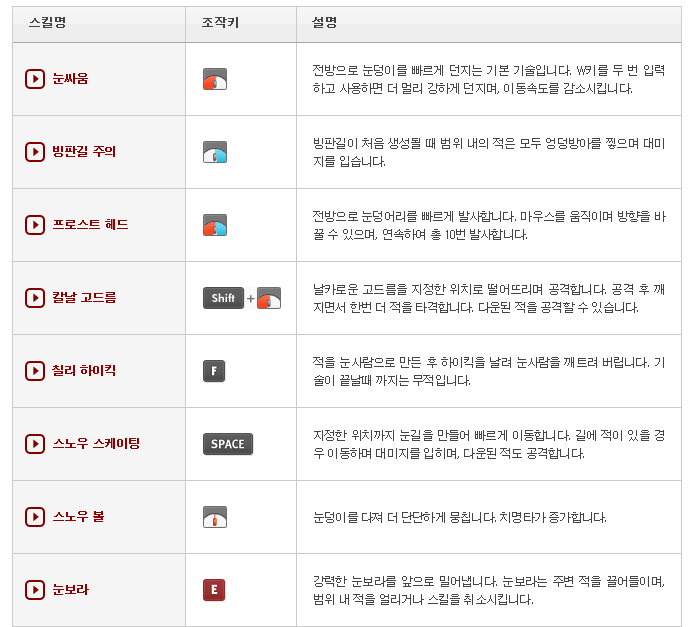 스킬명 조작키 설명
눈싸움
전방으로 눈덩이를 빠르게 던지는 기본 기술입니다. W키를 두 번 입력
하고 사용하면 더 멀리 강하게 던지며, 이동속도를 감소시킵니다.
빙판길 주의
빙판길이 처음 생성될 때 범위 내의 적은 모두 엉덩방아를 찧으며 대미
지를 입습니다.
프로스트 헤드
전방으로 눈덩어리를 빠르게 발사합니다. 마우스를 움직이며 방향을 바
꿀 수 있으며, 연속하여 총 10번 발사합니다.
칼날 고드름
Shift +
날카로운 고드름을 지정한 위치로 떨어뜨리며 공격합니다. 공격 후 깨
지면서 한번 더 적을 타격합니다. 다운된 적을 공격할 수 있습니다.
칠리 하이킥
F
적을 눈사람으로 만든 후 하이킥을 날려 눈사람을 깨트려 버립니다. 기
술이 끝날때 까지는 무적입니다.
스노우 스케이팅
SPACE
지정한 위치까지 눈길을 만들어 빠르게 이동합니다. 길에 적이 있을 경
우 이동하며 대미지를 입히며, 다운된 적도 공격합니다.
스노우 볼
눈덩이를 다져 더 단단하게 뭉칩니다. 치명타가 증가합니다.
눈보라
E
강력한 눈보라를 앞으로 밀어냅니다. 눈보라는 주변 적을 끌어들이며,
범위 내 적을 얼리거나 스킬을 취소시킵니다.